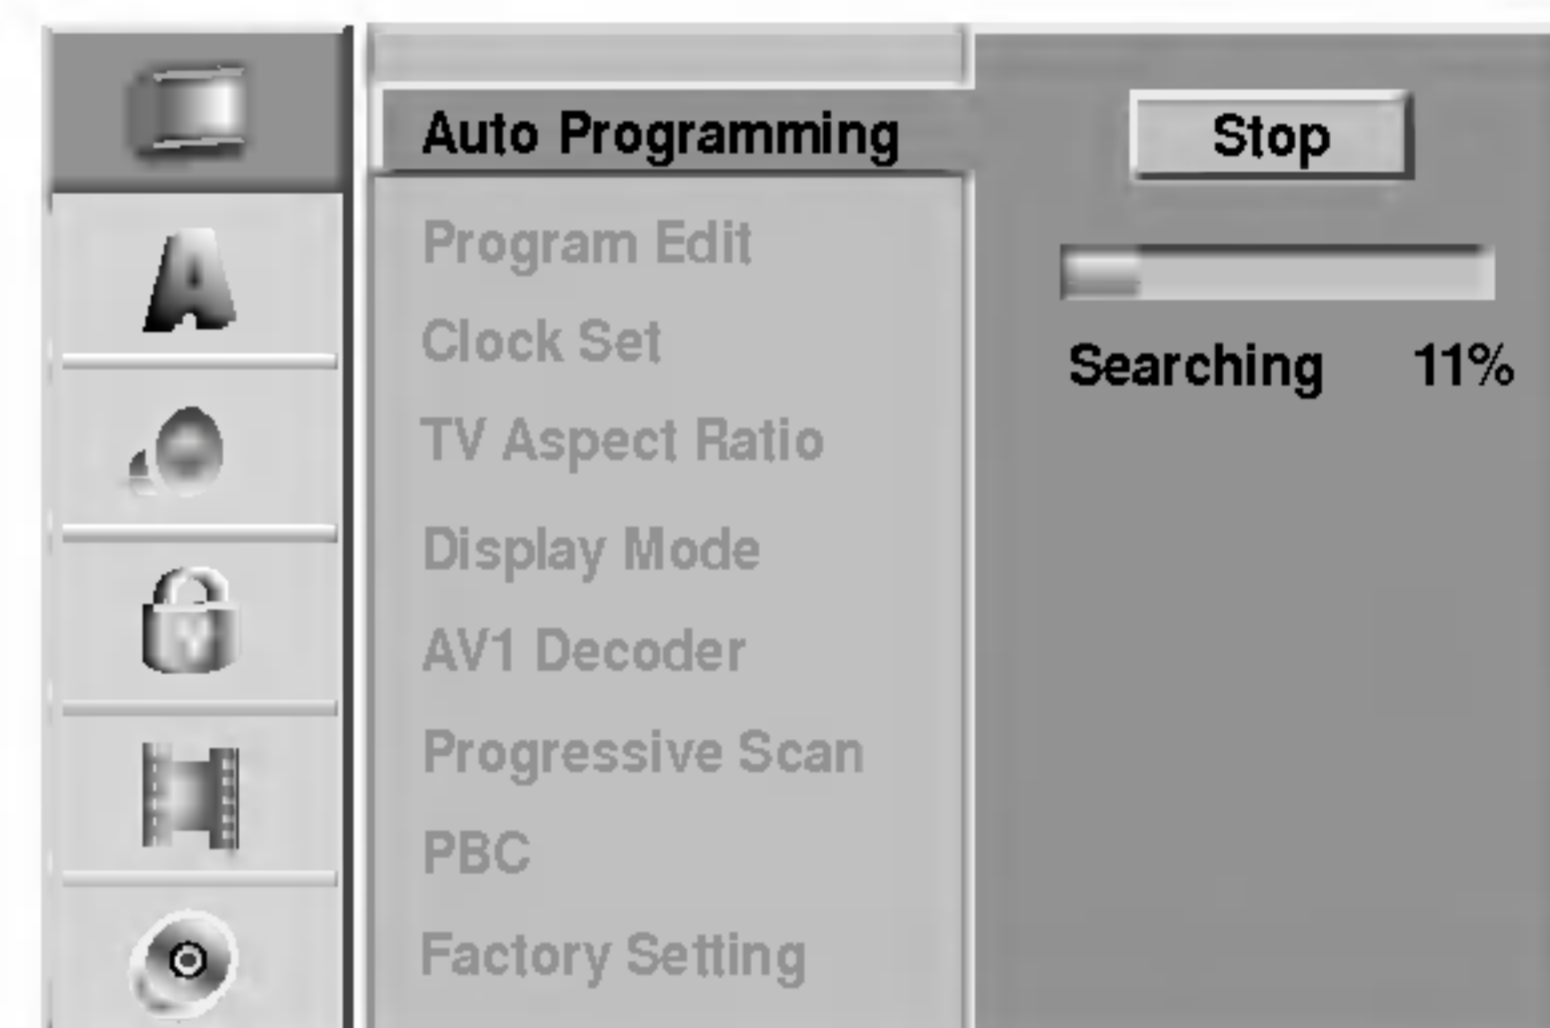 Auto Programming
Stop
Program Edit
Clock Set
Searching 11%
TV Aspect Ratio
Display Mode
AV1 Decoder
Progressive Scan
PBC
Factory Setting